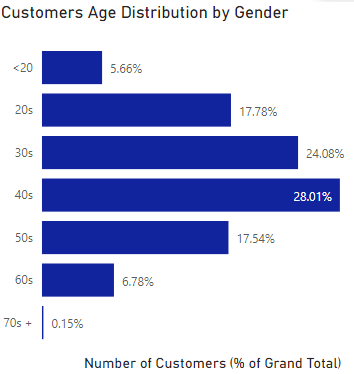 Customers Age Distribution by Gender
<20 5.66%
20s 17.78%
30s 24.08%
40s 28.01%
50s 17.54%
60s 6.78%
70s + 0.15%
Number of Customers (% of Grand Total)